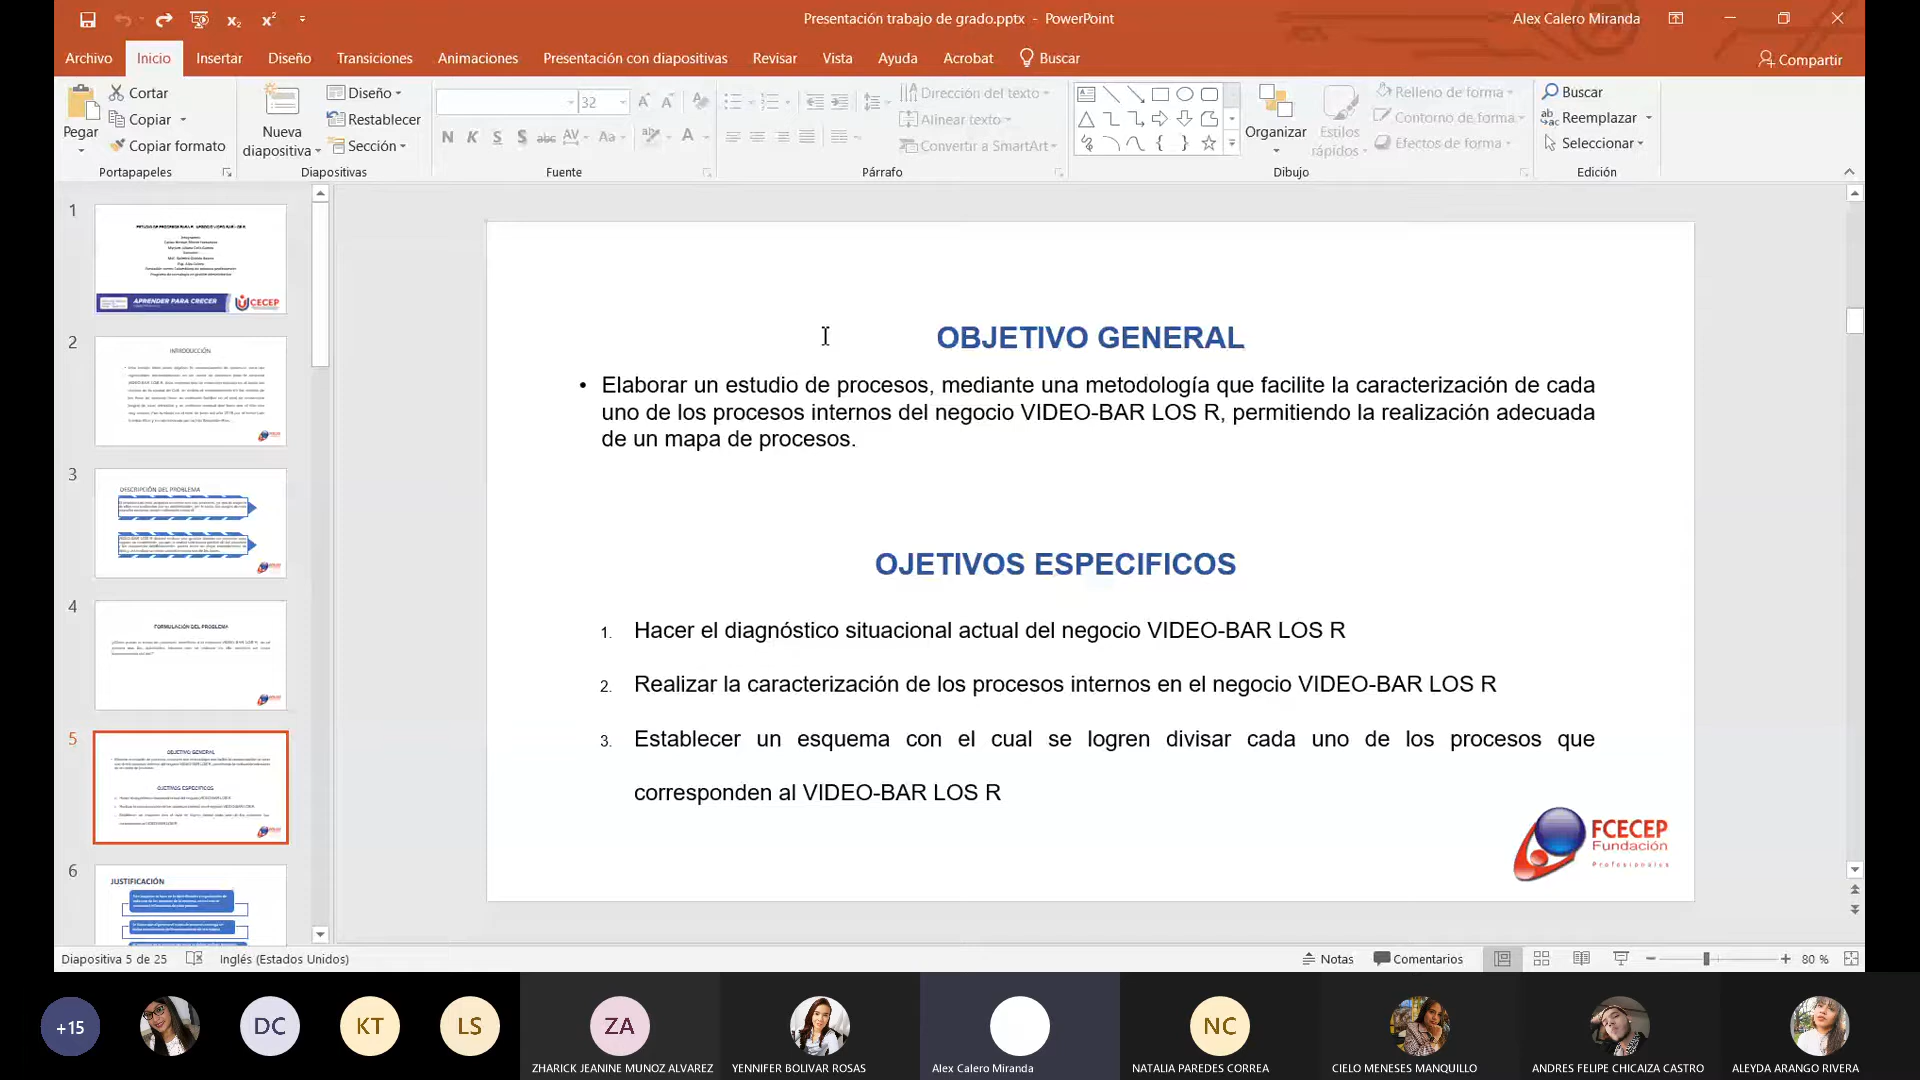 Presentación trabajo de grado.pptx - PowerPoint
Alex Calero Miranda
Archivo Inicio Insertar Diseño Transiciones Animaciones Presentación con diapositivas Revisar Vista Ayuda Acrobat Buscar
Compartir
Pegar
Cortar
Copiar
Copiar formato
Portapapeles
Nueva diapositiva
Diseño
Restablecer
Sección
Diapositivas
32
N K S S abc AV Aa A
Fuente
Dirección del texto
Alinear texto
Convertir a SmartArt
Párrafo
Organizar
Estilos rápidos
Relleno de forma
Contorno de forma
Efectos de forma
Dibujo
Buscar
Reemplazar
Seleccionar
Edición
1
APRENDER PARA CRECER
CECEP
2
INTRODUCCIÓN
3
DESCRIPCIÓN DEL PROBLEMA
4
FORMULACIÓN DEL PROBLEMA
5
OBJETIVO GENERAL
OJETIVOS ESPECIFICOS
6
JUSTIFICACIÓN
OBJETIVO GENERAL
• Elaborar un estudio de procesos, mediante una metodología que facilite la caracterización de cada
uno de los procesos internos del negocio VIDEO-BAR LOS R, permitiendo la realización adecuada
de un mapa de procesos.
OJETIVOS ESPECIFICOS
1. Hacer el diagnóstico situacional actual del negocio VIDEO-BAR LOS R
2. Realizar la caracterización de los procesos internos en el negocio VIDEO-BAR LOS R
3. Establecer un esquema con el cual se logren divisar cada uno de los procesos que
corresponden al VIDEO-BAR LOS R
FCECEP
Fundación
Profesionales
Diapositiva 5 de 25
Inglés (Estados Unidos)
Notas
Comentarios
80 %
+15
DC
KT
LS
ZA
ZHARICK JEANINE MUNOZ ALVAREZ
YENNIFER BOLIVAR ROSAS
Alex Calero Miranda
NC
NATALIA PAREDES CORREA
CIELO MENESES MANQUILLO
ANDRES FELIPE CHICAIZA CASTRO
ALEYDA ARANGO RIVERA